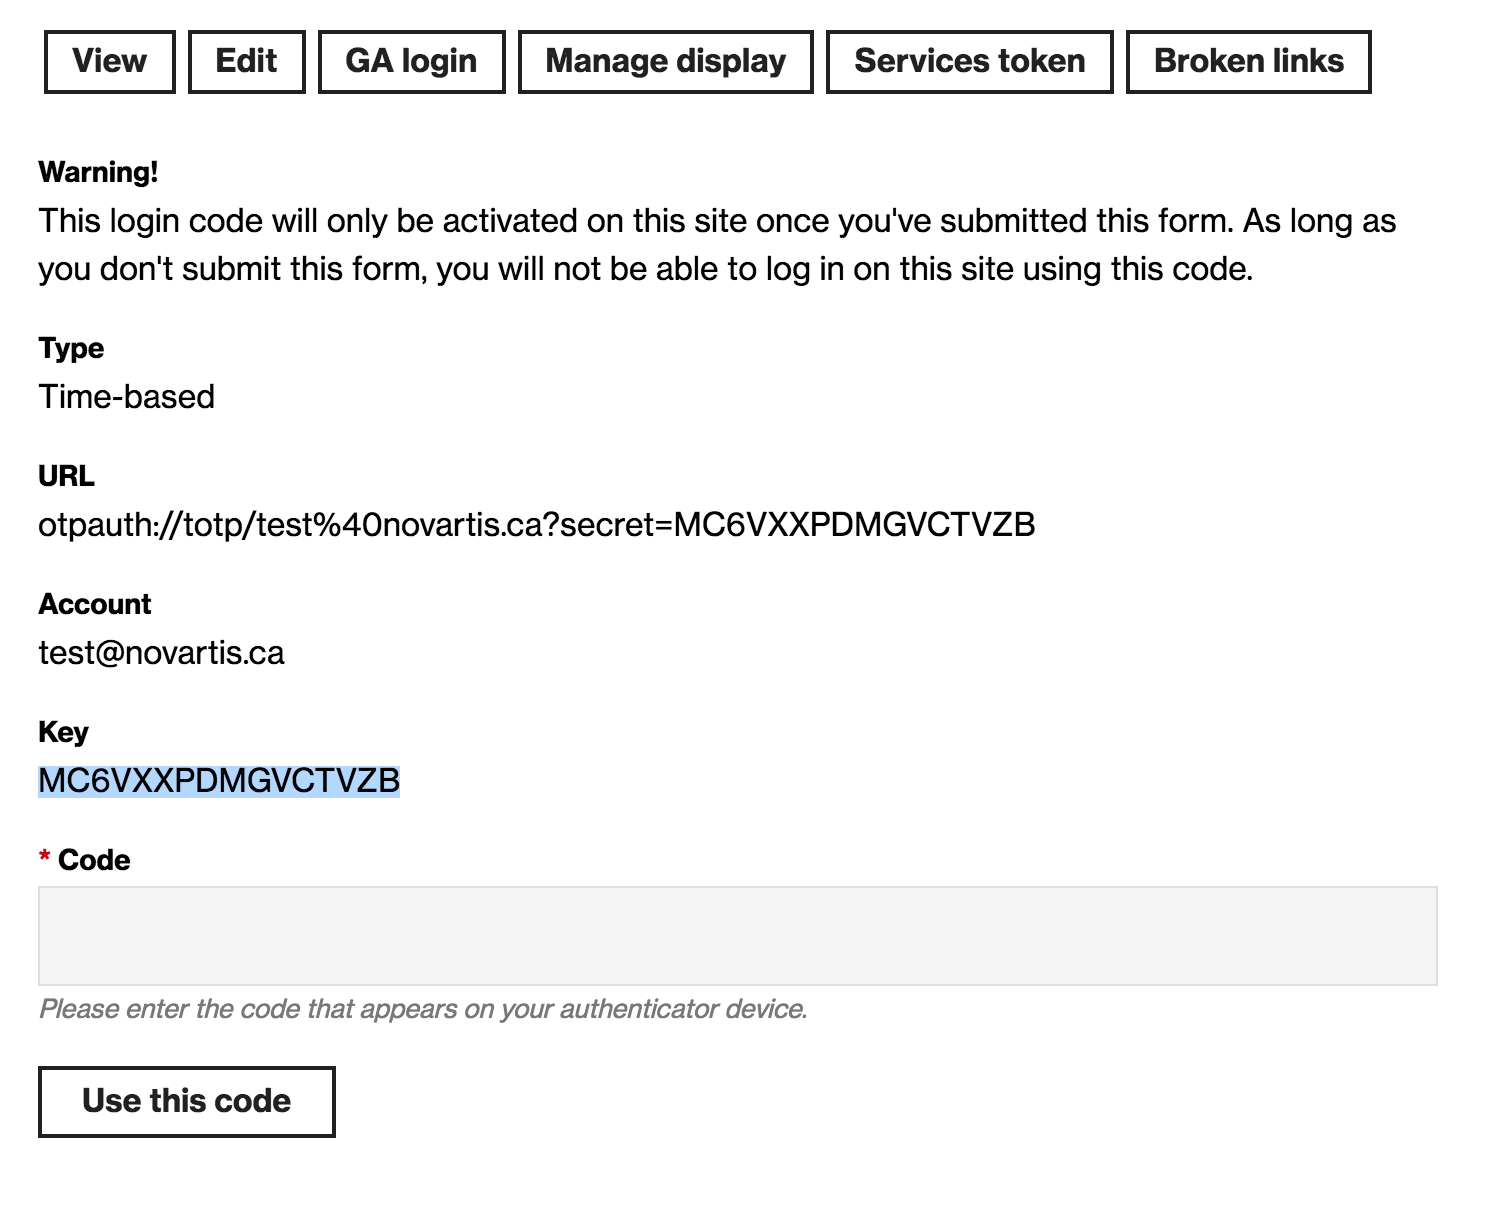 View Edit GA login Manage display Services token Broken links
Warning!
This login code will only be activated on this site once you've submitted this form. As long as
you don't submit this form, you will not be able to log in on this site using this code.
Type
Time-based
URL
otpauth://totp/test%40novartis.ca?secret=MC6VXXPDMGVCTVZB
Account
test@novartis.ca
Key
MC6VXXPDMGVCTVZB
* Code
Please enter the code that appears on your authenticator device.
Use this code